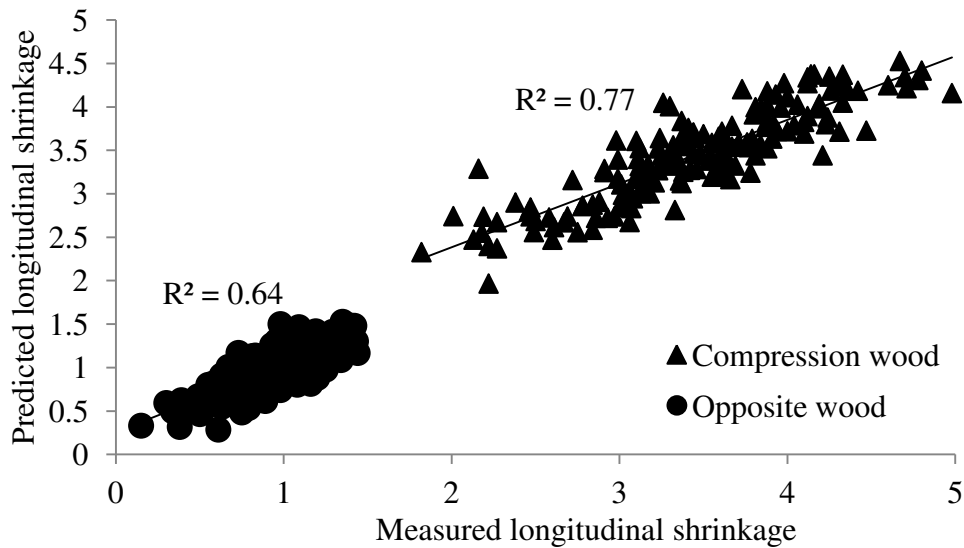 5
4.5
4
3.5
3
2.5
2
1.5
1
0.5
0
Predicted longitudinal shrinkage
R² = 0.77
R² = 0.64
Compression wood
Opposite wood
0 1 2 3 4 5
Measured longitudinal shrinkage